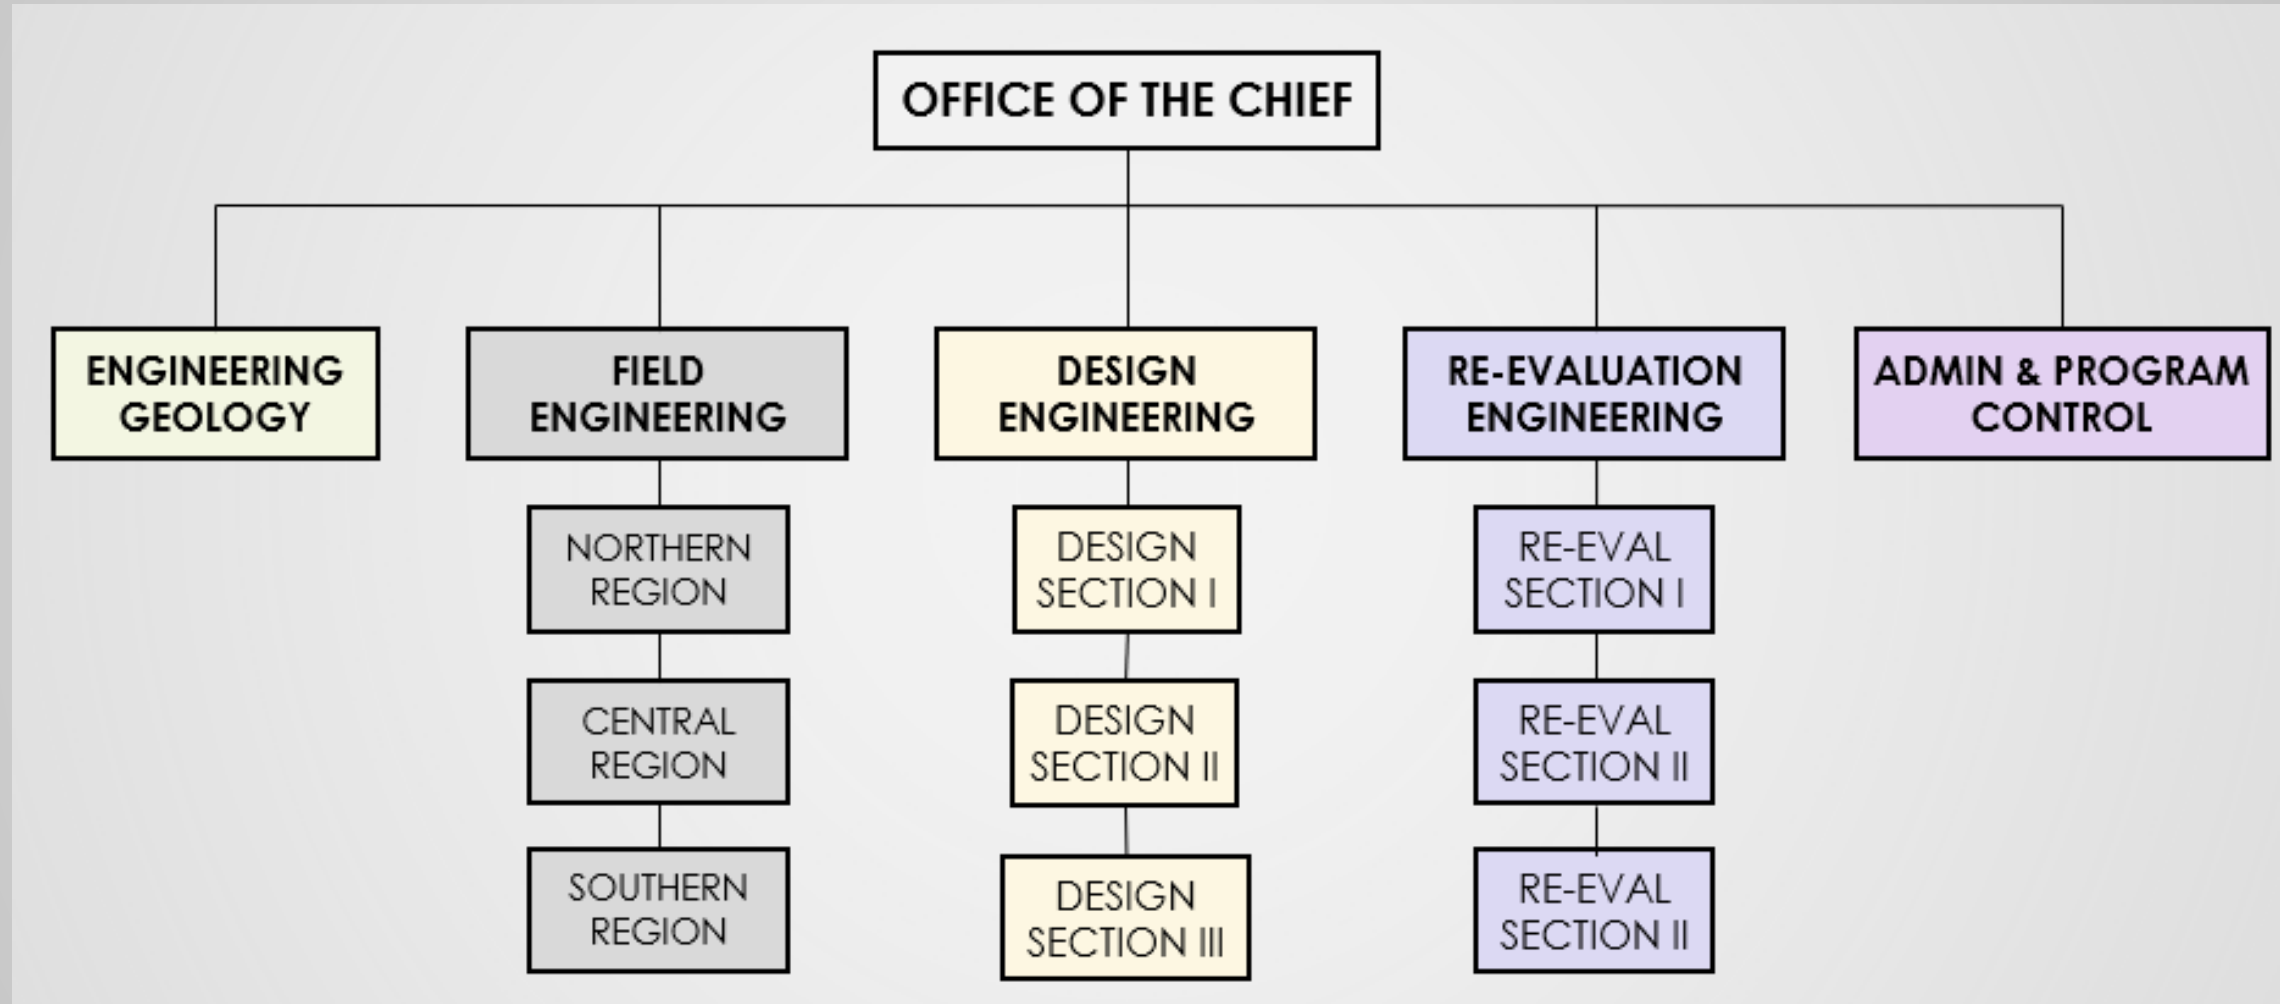 OFFICE OF THE CHIEF
ENGINEERING
GEOLOGY
FIELD
ENGINEERING
DESIGN
ENGINEERING
RE-EVALUATION
ENGINEERING
ADMIN & PROGRAM
CONTROL
NORTHERN
REGION
DESIGN
SECTION I
RE-EVAL
SECTION I
CENTRAL
REGION
DESIGN
SECTION II
RE-EVAL
SECTION II
SOUTHERN
REGION
DESIGN
SECTION III
RE-EVAL
SECTION II